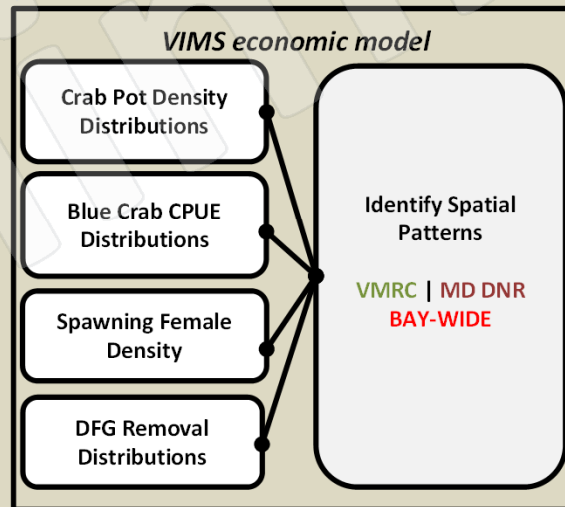 VIMS economic model
Crab Pot Density
Distributions
Blue Crab CPUE
Distributions
Spawning Female
Density
DFG Removal
Distributions
Identify Spatial
Patterns
VMRC | MD DNR
BAY-WIDE